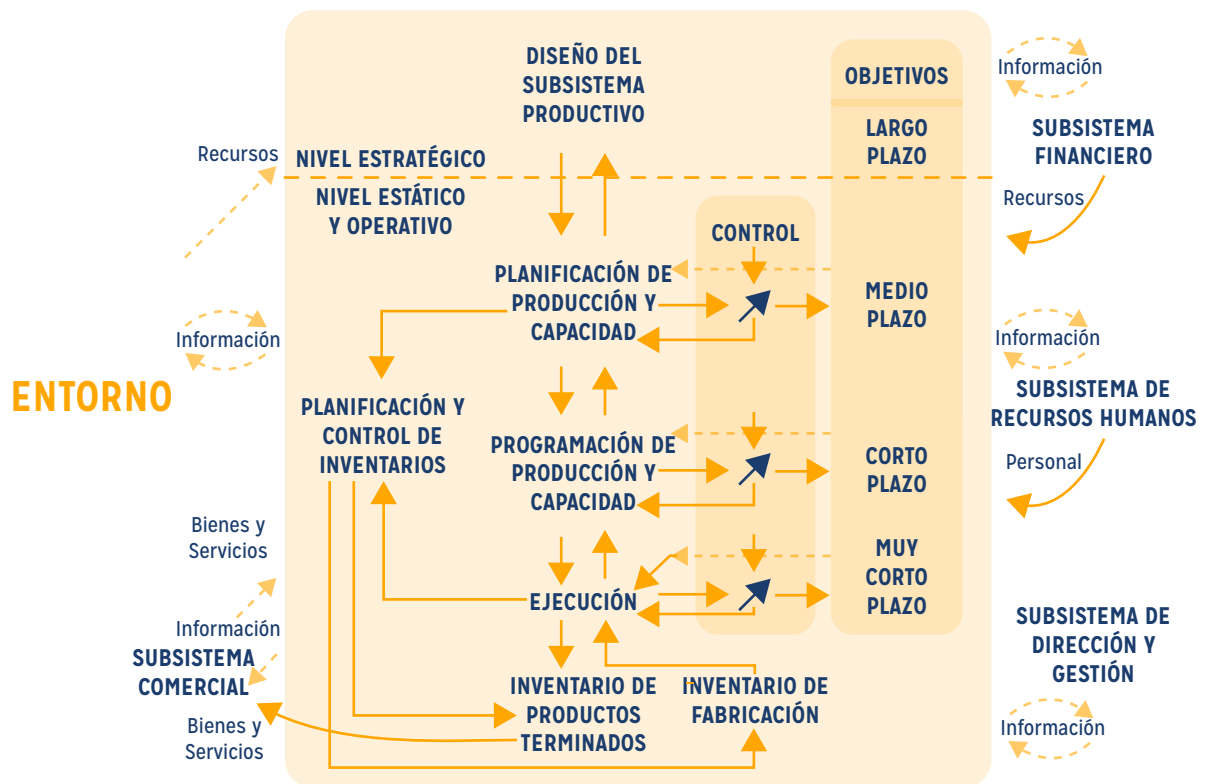 DISEÑO DEL
SUBSISTEMA
PRODUCTIVO
OBJETIVOS
LARGO
PLAZO
Información
SUBSISTEMA
FINANCIERO
Recursos
Recursos
NIVEL ESTRATÉGICO
NIVEL ESTÁTICO
Y OPERATIVO
CONTROL
PLANIFICACIÓN DE
PRODUCCIÓN Y
CAPACIDAD
MEDIO
PLAZO
Información
Información
ENTORNO
SUBSISTEMA DE
RECURSOS HUMANOS
Personal
PLANIFICACIÓN Y
CONTROL DE
INVENTARIOS
PROGRAMACIÓN DE
PRODUCCIÓN Y
CAPACIDAD
CORTO
PLAZO
Bienes y
Servicios
MUY
CORTO
PLAZO
EJECUCIÓN
Información
SUBSISTEMA
COMERCIAL
SUBSISTEMA DE
DIRECCIÓN Y
GESTIÓN
INVENTARIO DE
PRODUCTOS
TERMINADOS
INVENTARIO DE
FABRICACIÓN
Bienes y
Servicios
Información